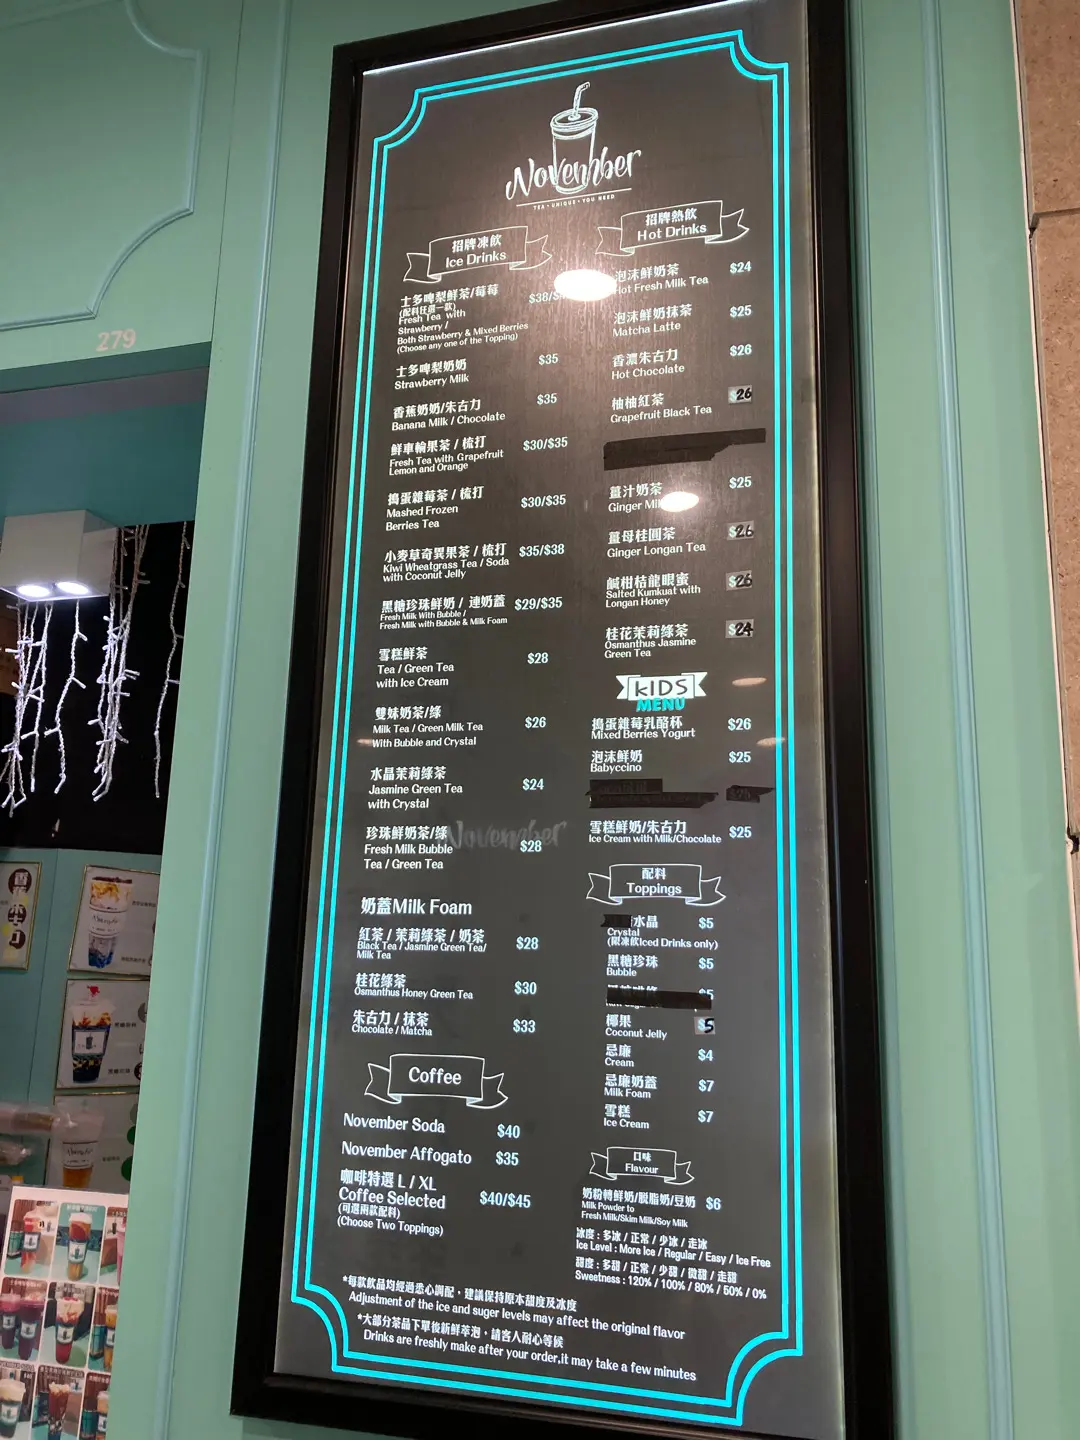 279
November
TEA • UNIQUE • YOU NEED
招牌凍飲
Ice Drinks
士多啤梨鮮茶/莓莓 $38/$
(配料任選一款)
Fresh Tea with
Strawberry /
Both Strawberry & Mixed Berries
(Choose any one of the Topping)
士多啤梨奶奶 $35
Strawberry Milk
香蕉奶奶/朱古力 $35
Banana Milk / Chocolate
鮮車輪果茶 / 梳打 $30/$35
Fresh Tea with Grapefruit
Lemon and Orange
搗蛋雜莓茶 / 梳打 $30/$35
Mashed Frozen
Berries Tea
小麥草奇異果茶 / 梳打 $35/$38
Kiwi Wheatgrass Tea / Soda
with Coconut Jelly
黑糖珍珠鮮奶 / 連奶蓋 $29/$35
Fresh Milk With Bubble /
Fresh Milk with Bubble & Milk Foam
雪糕鮮茶 $28
Tea / Green Tea
with Ice Cream
雙妹奶茶/綠 $26
Milk Tea / Green Milk Tea
With Bubble and Crystal
水晶茉莉綠茶 $24
Jasmine Green Tea
with Crystal
珍珠鮮奶茶/綠 $28
Fresh Milk Bubble
Tea / Green Tea
November
奶蓋Milk Foam
紅茶 / 茉莉綠茶 / 奶茶 $28
Black Tea / Jasmine Green Tea/
Milk Tea
桂花綠茶 $30
Osmanthus Honey Green Tea
朱古力 / 抹茶 $33
Chocolate / Matcha
Coffee
November Soda $40
November Affogato $35
咖啡特選 L / XL
Coffee Selected $40/$45
(可選兩款配料)
(Choose Two Toppings)
招牌熱飲
Hot Drinks
泡沫鮮奶茶 $24
Hot Fresh Milk Tea
泡沫鮮奶抹茶 $25
Matcha Latte
香濃朱古力 $26
Hot Chocolate
柚柚紅茶 $26
Grapefruit Black Tea
薑汁奶茶 $25
Ginger Mil
薑母桂圓茶 $26
Ginger Longan Tea
鹹柑桔龍眼蜜 $26
Salted Kumkuat with
Longan Honey
桂花茉莉綠茶 $24
Osmanthus Jasmine
Green Tea
KIDS
MENU
搗蛋雜莓乳酪杯 $26
Mixed Berries Yogurt
泡沫鮮奶 $25
Babyccino
雪糕鮮奶/朱古力 $25
Ice Cream with Milk/Chocolate
配料
Toppings
水晶 $5
Crystal
(限凍飲Iced Drinks only)
黑糖珍珠 $5
Bubble
$5
椰果 $5
Coconut Jelly
忌廉 $4
Cream
忌廉奶蓋 $7
Milk Foam
雪糕 $7
Ice Cream
口味
Flavour
奶粉轉鮮奶/脫脂奶/豆奶 $6
Milk Powder to
Fresh Milk/Skim Milk/Soy Milk
冰度 : 多冰 / 正常 / 少冰 / 走冰
Ice Level : More Ice / Regular / Easy / Ice Free
甜度 : 多甜 / 正常 / 少甜 / 微甜 / 走甜
Sweetness : 120% / 100% / 80% / 50% / 0%
*每款飲品均經過悉心調配，建議保持原本甜度及冰度
Adjustment of the ice and suger levels may affect the original flavor
*大部分茶品下單後新鮮萃泡，請客人耐心等候
Drinks are freshly make after your order,it may take a few minutes